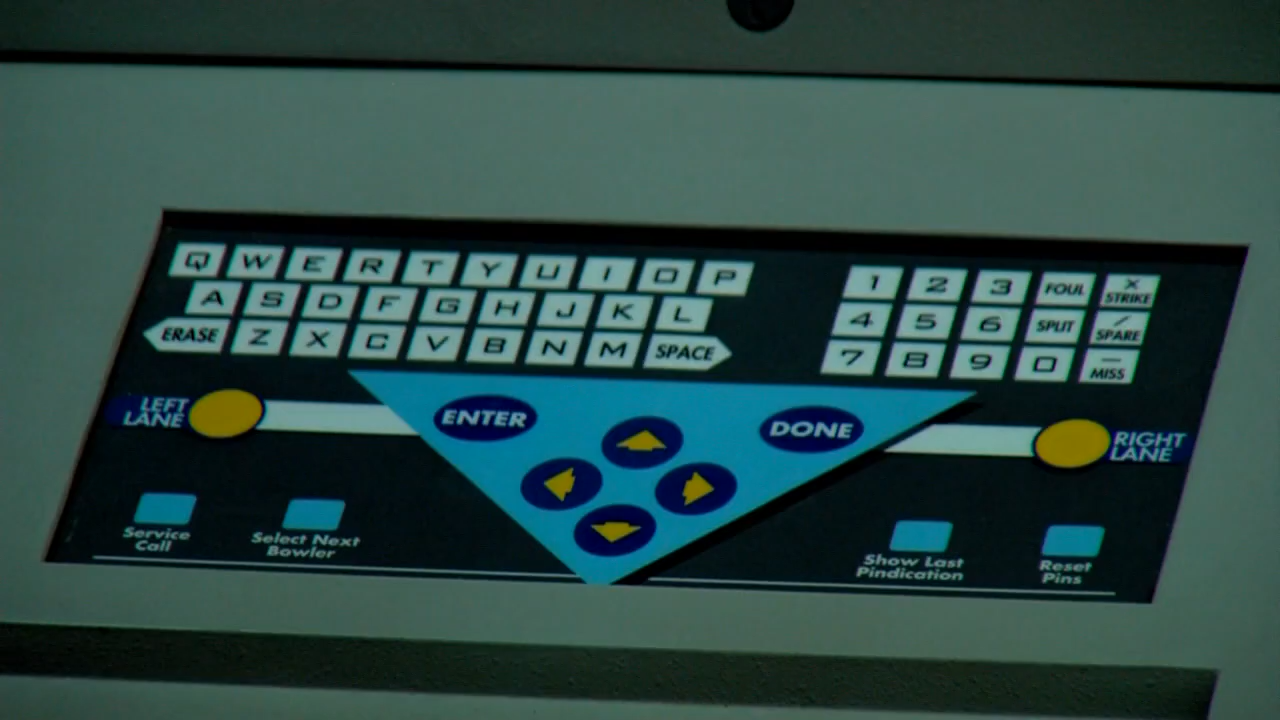 Q W E R T Y U I O P 1 2 3 FOUL X STRIKE
A S D F G H J K L 4 5 6 SPLIT / SPARE
ERASE Z X C V B N M SPACE 7 8 9 0 — MISS
LEFT LANE ENTER DONE RIGHT LANE
Service Call Select Next Bowler Show Last Pindication Reset Pins